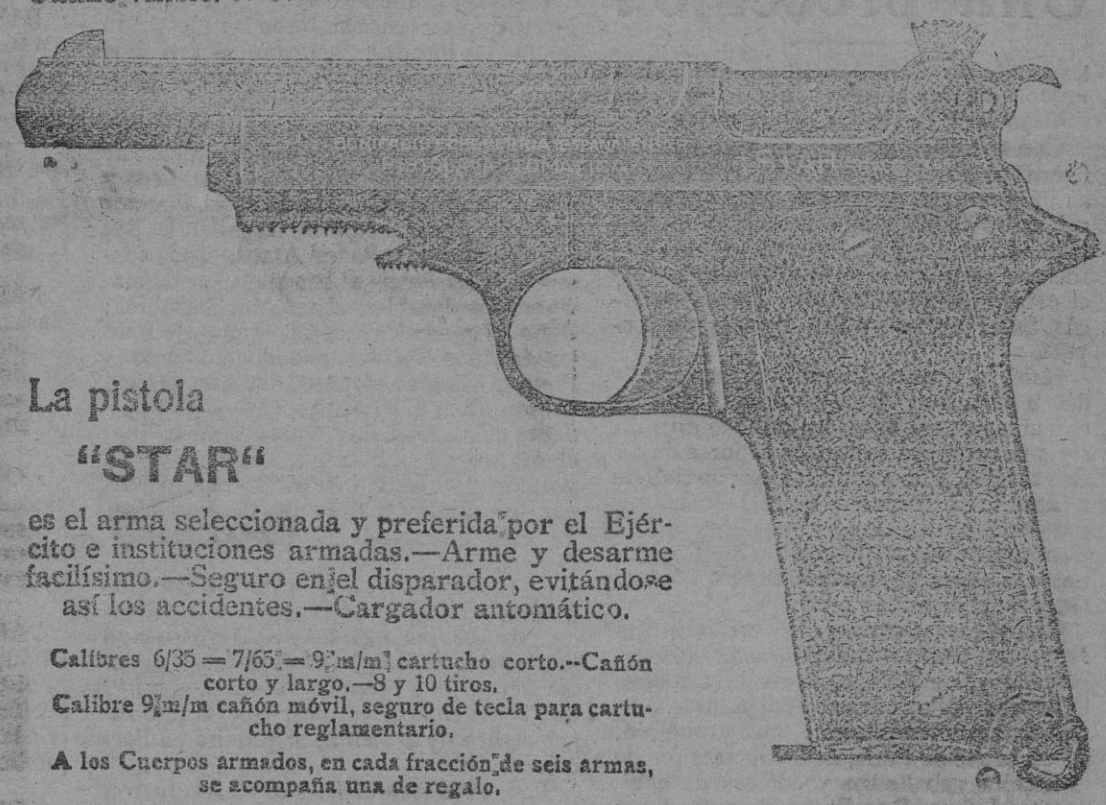 La pistola
“STAR“
es el arma seleccionada y preferida por el Ejér-
cito e instituciones armadas.—Arme y desarme
facilísimo.—Seguro en el disparador, evitándose
así los accidentes.—Cargador automático.
Calibres 6/35 = 7/65 = 9 m/m cartucho corto.--Cañón
corto y largo.—8 y 10 tiros.
Calibre 9 m/m cañón móvil, seguro de tecla para cartu-
cho reglamentario.
A los Cuerpos armados, en cada fracción de seis armas,
se acompaña una de regalo.